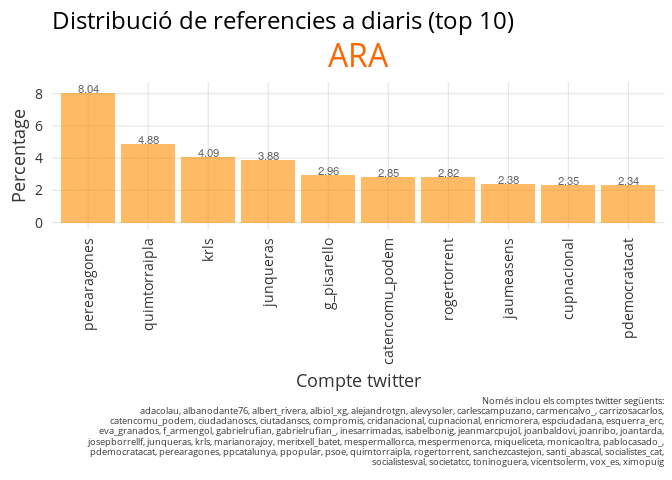 Distribució de referencies a diaris (top 10)
ARA
Percentage
8
6
4
2
0
8.04
4.88
4.09
3.88
2.96
2.85
2.82
2.38
2.35
2.34
perearagones
quimtorraipla
krls
junqueras
g_pisarello
catencomu_podem
rogertorrent
jaumeasens
cupnacional
pdemocratacat
Compte twitter
Només inclou els comptes twitter següents:
adacolau, albanodante76, albert_rivera, albiol_xg, alejandrotgn, alevysoler, carlescampuzano, carmencalvo_, carrizosacarlos,
catencomu_podem, ciudadanoscs, ciutadanscs, compromis, cridanacional, cupnacional, enricmorera, espciudadana, esquerra_erc,
eva_granados, f_armengol, gabrielrufian, gabrielrufian_, inesarrimadas, isabelbonig, jeanmarcpujol, joanbaldovi, joanribo, joantarda,
josepborrellf, junqueras, krls, marianorajoy, meritxell_batet, mespermallorca, mespermenorca, miqueliceta, monicaoltra, pablocasado_,
pdemocratacat, perearagones, ppcatalunya, ppopular, psoe, quimtorraipla, rogertorrent, sanchezcastejon, santi_abascal, socialistes_cat,
socialistesval, societatcc, toninoguera, vicentsolerm, vox_es, ximopuig